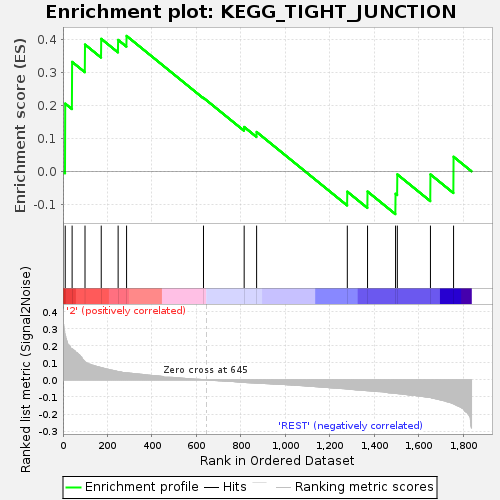 Enrichment plot: KEGG_TIGHT_JUNCTION
Enrichment score (ES)
0.4
0.3
0.2
0.1
0.0
-0.1
'2' (positively correlated)
Ranked list metric (Signal2Noise)
0.4
0.3
0.2
0.1
0.0
-0.1
-0.2
-0.3
Zero cross at 645
'REST' (negatively correlated)
0 200 400 600 800 1,000 1,200 1,400 1,600 1,800
Rank in Ordered Dataset
Enrichment profile Hits Ranking metric scores